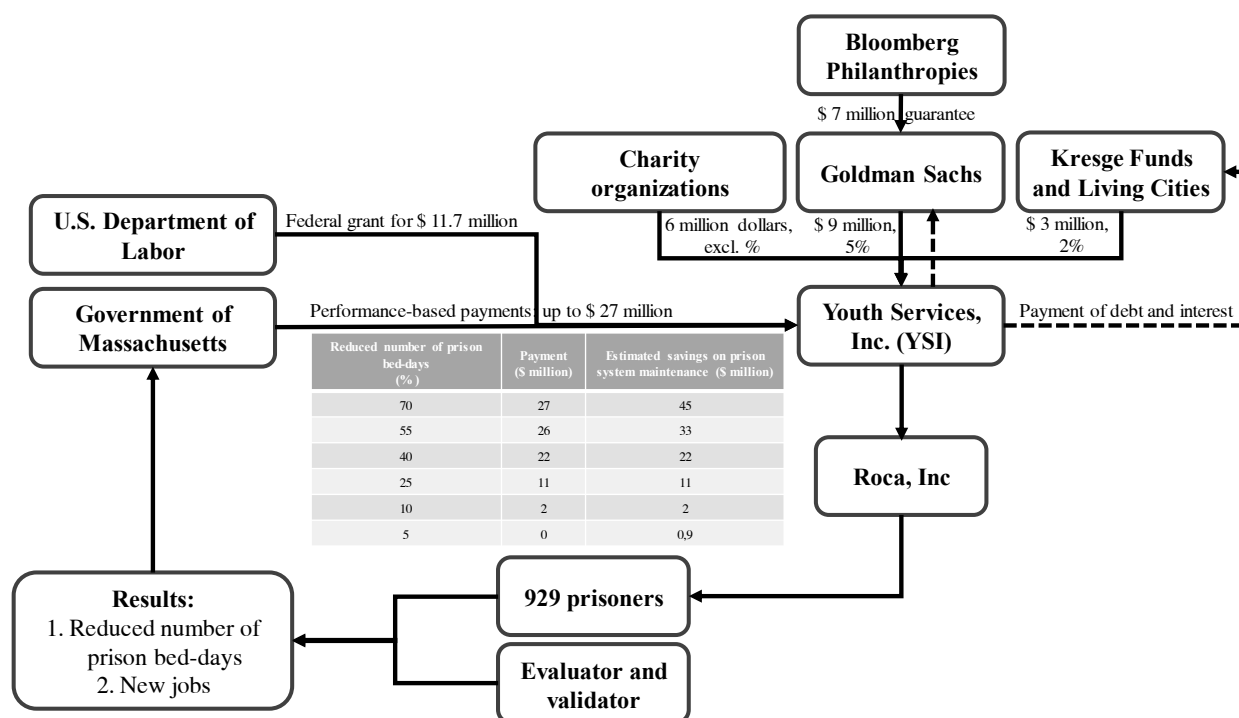 Bloomberg
Philanthropies
$ 7 million guarantee
Charity
organizations
Goldman Sachs
Kresge Funds
and Living Cities
U.S. Department of
Labor
Federal grant for $ 11.7 million
6 million dollars,
excl. %
$ 9 million,
5%
$ 3 million,
2%
Government of
Massachusetts
Performance-based payments: up to $ 27 million
Youth Services,
Inc. (YSI)
Payment of debt and interest
Reduced number of prison
bed-days
(%)
Payment
($ million)
Estimated savings on prison
system maintenance ($ million)
70 27 45
55 26 33
40 22 22
25 11 11
10 2 2
5 0 0,9
Roca, Inc
929 prisoners
Evaluator and
validator
Results:
1. Reduced number of
prison bed-days
2. New jobs